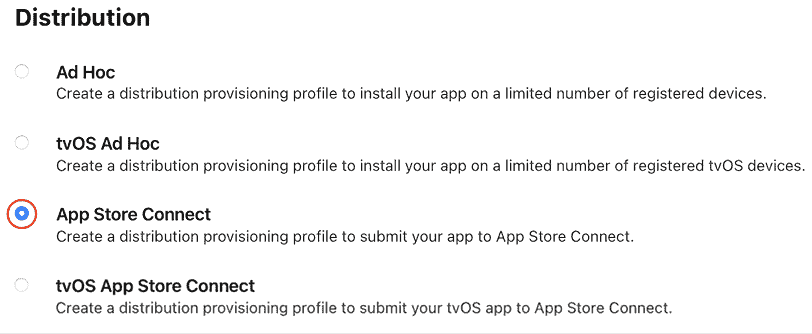 Distribution
Ad Hoc
Create a distribution provisioning profile to install your app on a limited number of registered devices.
tvOS Ad Hoc
Create a distribution provisioning profile to install your app on a limited number of registered tvOS devices.
App Store Connect
Create a distribution provisioning profile to submit your app to App Store Connect.
tvOS App Store Connect
Create a distribution provisioning profile to submit your tvOS app to App Store Connect.